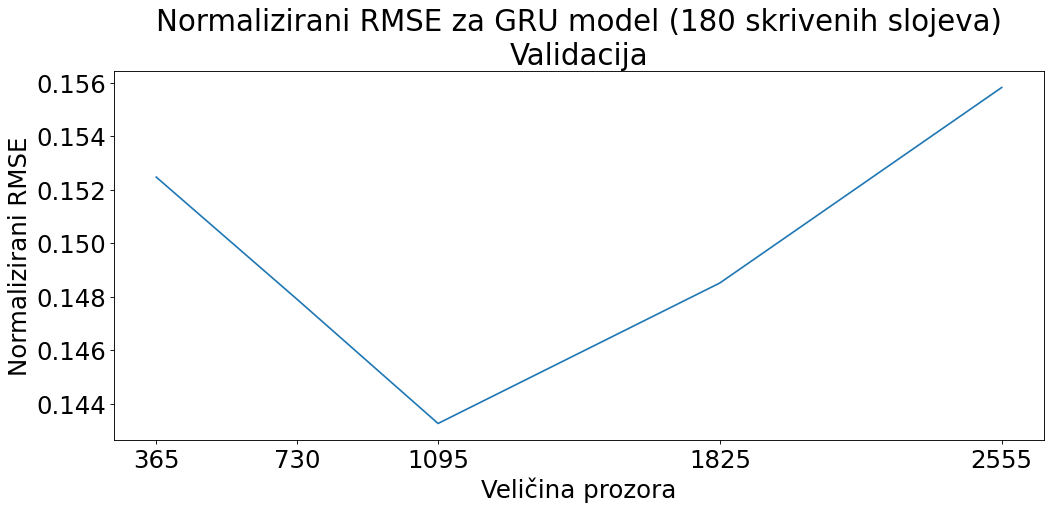 Normalizirani RMSE za GRU model (180 skrivenih slojeva)
Validacija
Normalizirani RMSE
0.156
0.154
0.152
0.150
0.148
0.146
0.144
365 730 1095 1825 2555
Veličina prozora